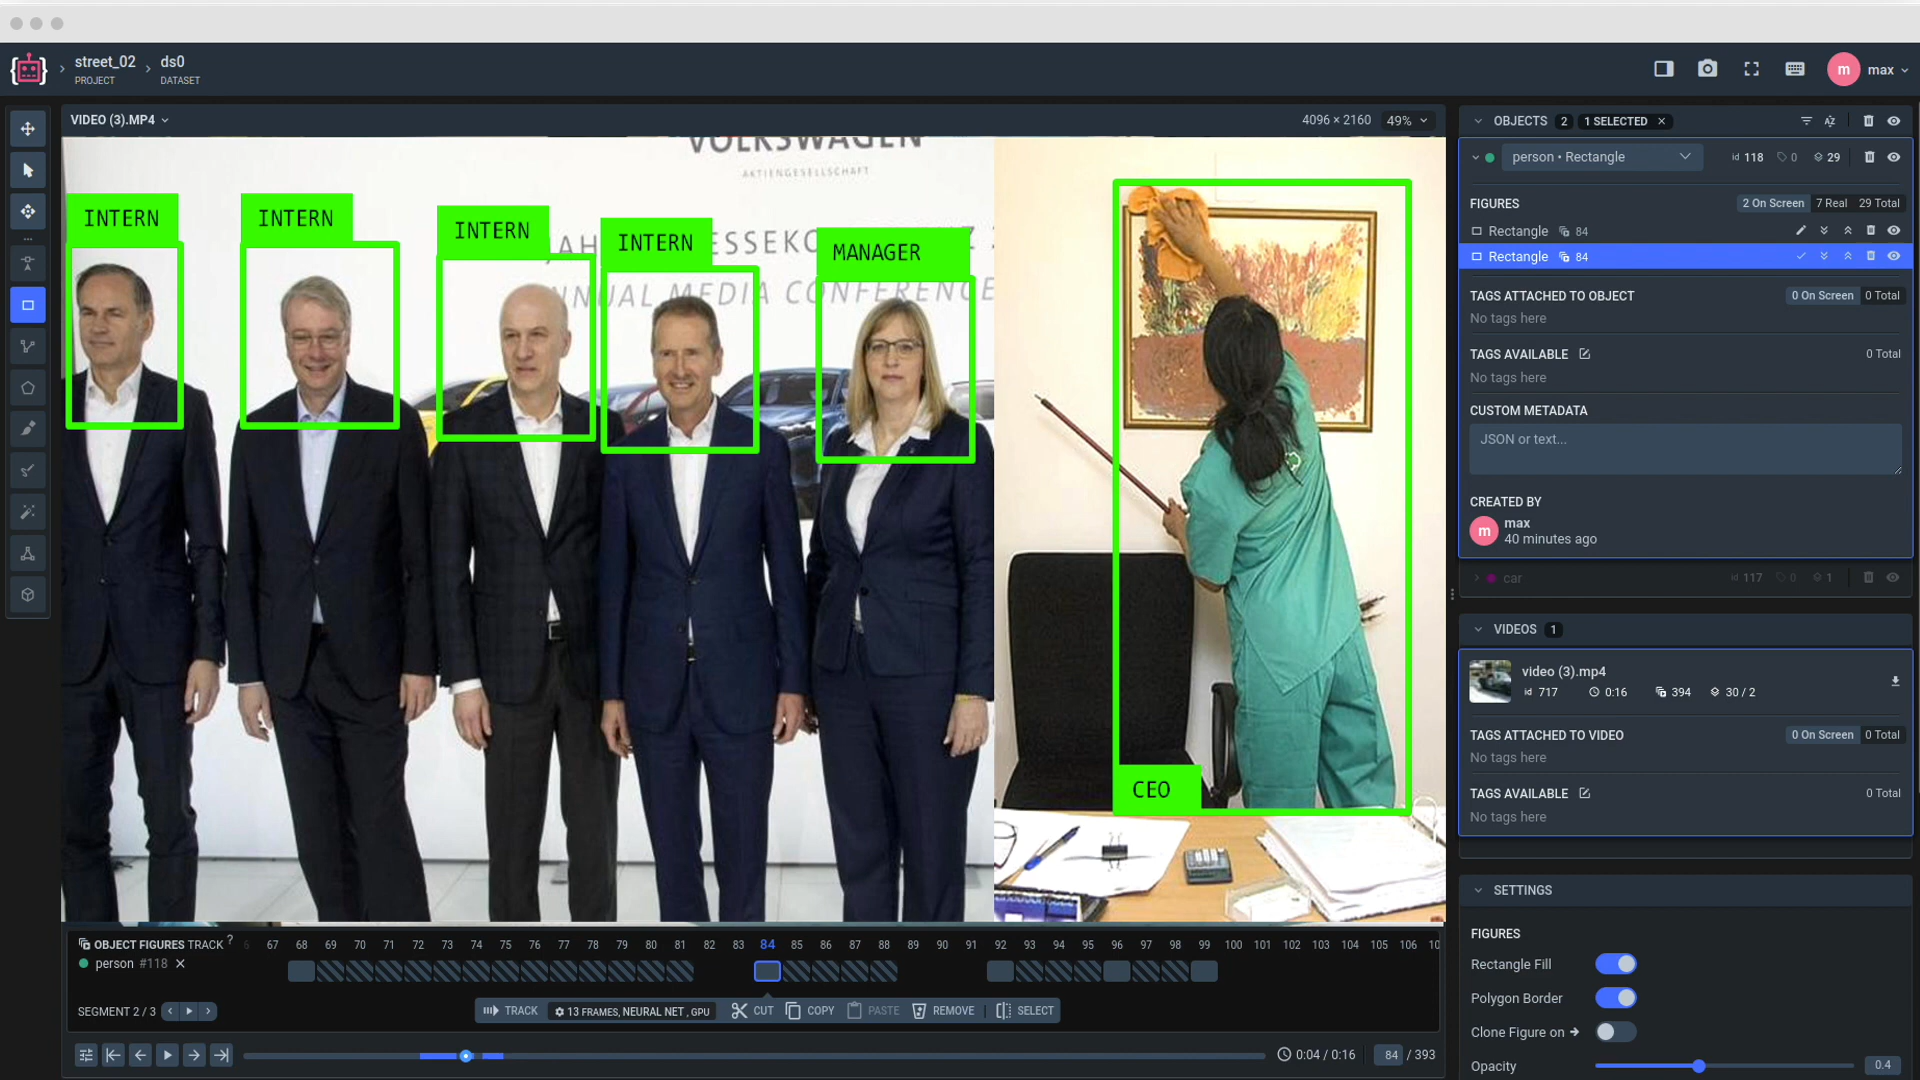 street_02
PROJECT
ds0
DATASET
m
max
VIDEO (3).MP4
4096 × 2160
49%
VOLKSWAGEN
AKTIENGESELLSCHAFT
INTERN
INTERN
INTERN
INTERN
MANAGER
ANNUAL MEDIA CONFERENCE
CEO
OBJECTS 2 1 SELECTED
person • Rectangle
id 118 0 29
FIGURES
2 On Screen 7 Real 29 Total
Rectangle 84
Rectangle 84
TAGS ATTACHED TO OBJECT
0 On Screen 0 Total
No tags here
TAGS AVAILABLE
0 Total
No tags here
CUSTOM METADATA
JSON or text...
CREATED BY
m
max
40 minutes ago
car
id 117 0 1
VIDEOS 1
video (3).mp4
id 717 0:16 394 30 / 2
TAGS ATTACHED TO VIDEO
0 On Screen 0 Total
No tags here
TAGS AVAILABLE
0 Total
No tags here
SETTINGS
FIGURES
Rectangle Fill
Polygon Border
Clone Figure on
Opacity
0.4
OBJECT FIGURES TRACK ?
67 68 69 70 71 72 73 74 75 76 77 78 79 80 81 82 83 84 85 86 87 88 89 90 91 92 93 94 95 96 97 98 99 100 101 102 103 104 105 106
person #118
SEGMENT 2 / 3
TRACK
13 FRAMES, NEURAL NET , GPU
CUT
COPY
PASTE
REMOVE
SELECT
0:04 / 0:16
84 / 393